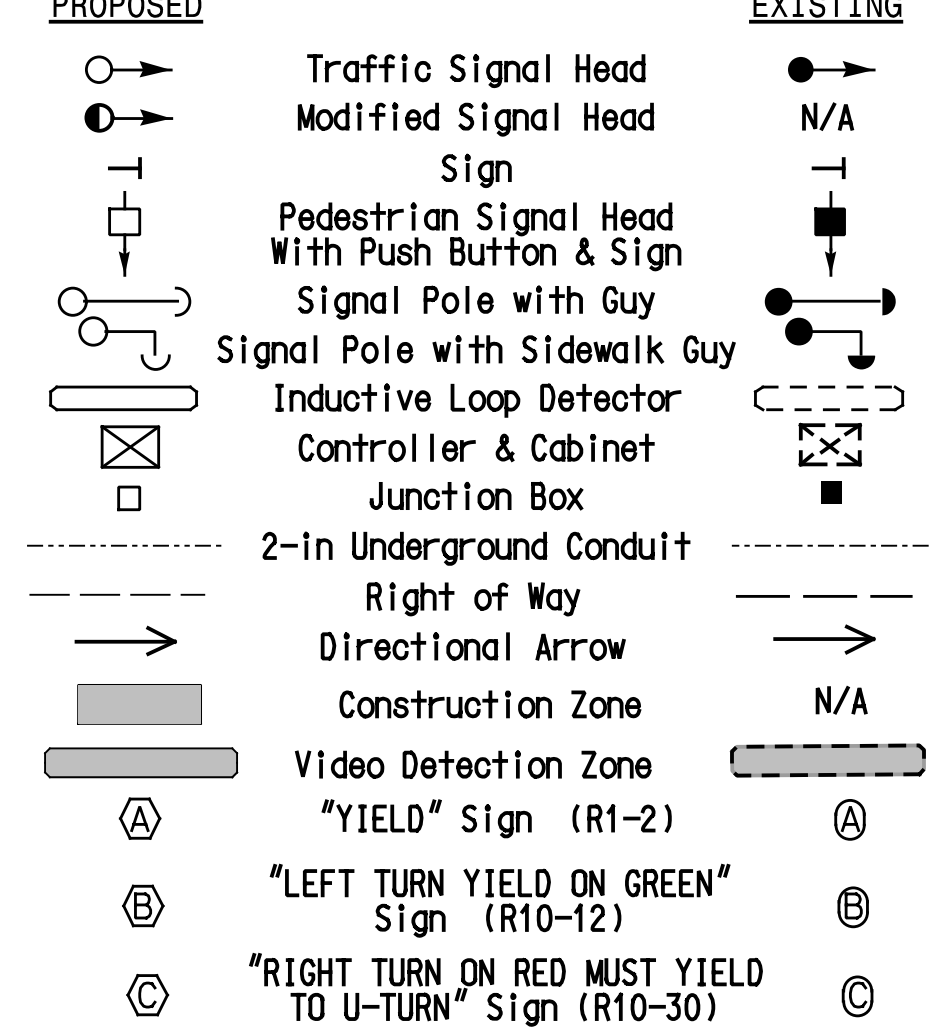 PROPOSED EXISTING
Traffic Signal Head
Modified Signal Head N/A
Sign
Pedestrian Signal Head
With Push Button & Sign
Signal Pole with Guy
Signal Pole with Sidewalk Guy
Inductive Loop Detector
Controller & Cabinet
Junction Box
2-in Underground Conduit
Right of Way
Directional Arrow
Construction Zone N/A
Video Detection Zone
A "YIELD" Sign (R1-2) A
"LEFT TURN YIELD ON GREEN"
B Sign (R10-12) B
"RIGHT TURN ON RED MUST YIELD
C TO U-TURN" Sign (R10-30) C